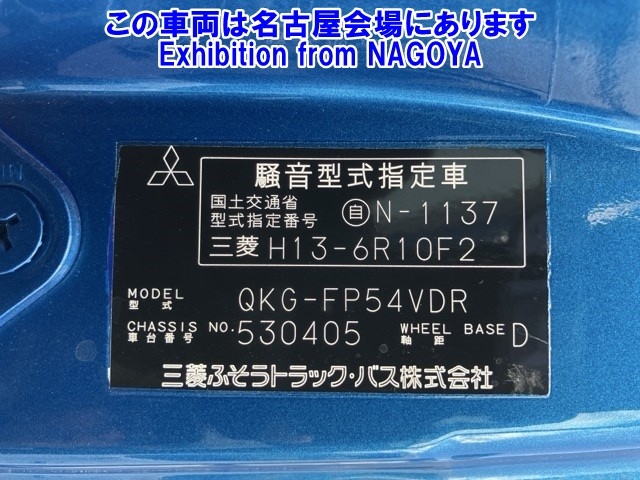 この車両は名古屋会場にあります
Exhibition from NAGOYA
騒音型式指定車
国土交通省
型式指定番号 自N-1137
三菱 H13-6R10F2
MODEL
型式 QKG-FP54VDR
CHASSIS NO.
車台番号 530405 WHEEL BASE
軸距 D
三菱ふそうトラック・バス株式会社